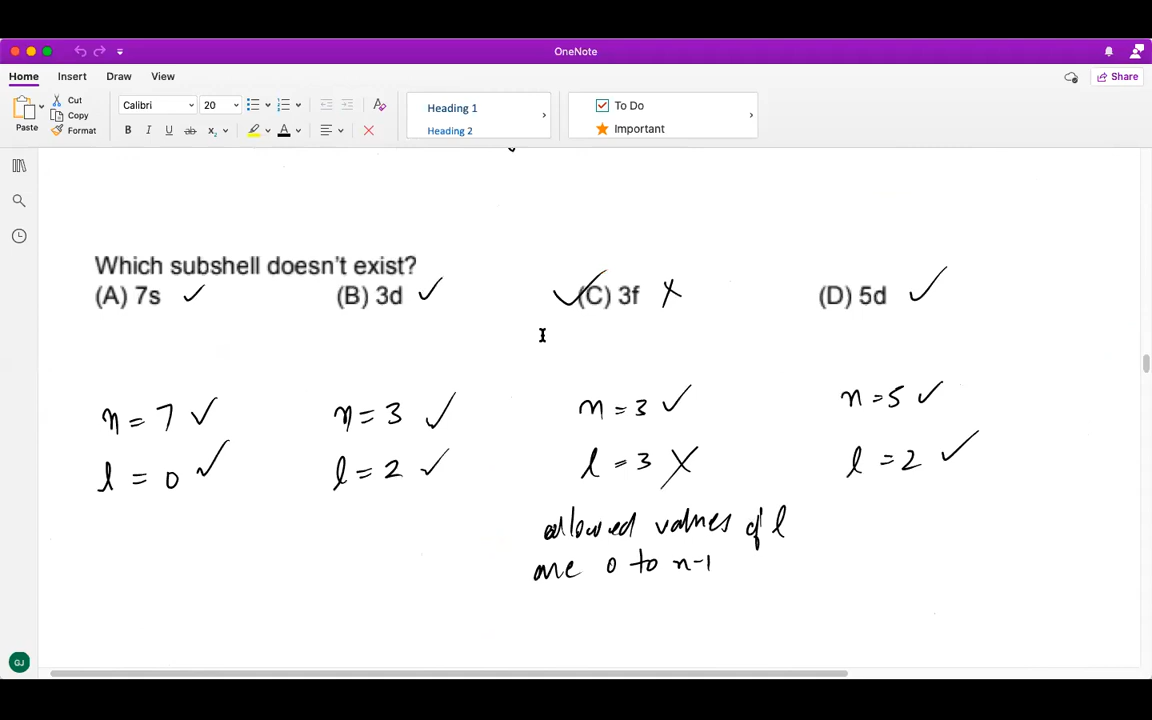 OneNote
Home Insert Draw View
Share
Paste
Cut
Copy
Format
Calibri 20
B I U ab x₂ A
Heading 1
Heading 2
To Do
Important
Which subshell doesn't exist?
(A) 7s ✓ (B) 3d ✓ ✓(C) 3f X (D) 5d ✓
n = 7 ✓ n = 3 ✓ n = 3 ✓ n = 5 ✓
l = 0 ✓ l = 2 ✓ l = 3 X l = 2 ✓
allowed values of l
are 0 to n-1
GJ